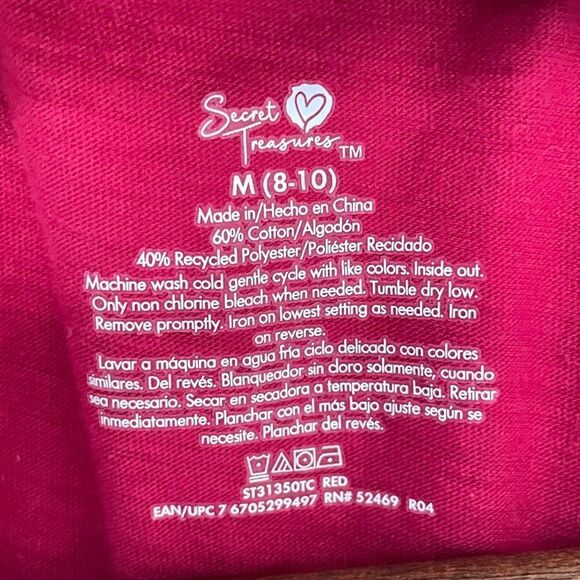 Secret
Treasures™
M (8-10)
Made in/Hecho en China
60% Cotton/Algodón
40% Recycled Polyester/Poliéster Reciclado
Machine wash cold gentle cycle with like colors. Inside out.
Only non chlorine bleach when needed. Tumble dry low.
Remove promptly. Iron on lowest setting as needed. Iron
on reverse.
Lavar a máquina en agua fría ciclo delicado con colores
similares. Del revés. Blanqueador sin cloro solamente, cuando
sea necesario. Secar en secadora a temperatura baja. Retirar
inmediatamente. Planchar con el más bajo ajuste según se
necesite. Planchar del revés.
ST31350TC RED
EAN/UPC 7 6705299497 RN# 52469 R04